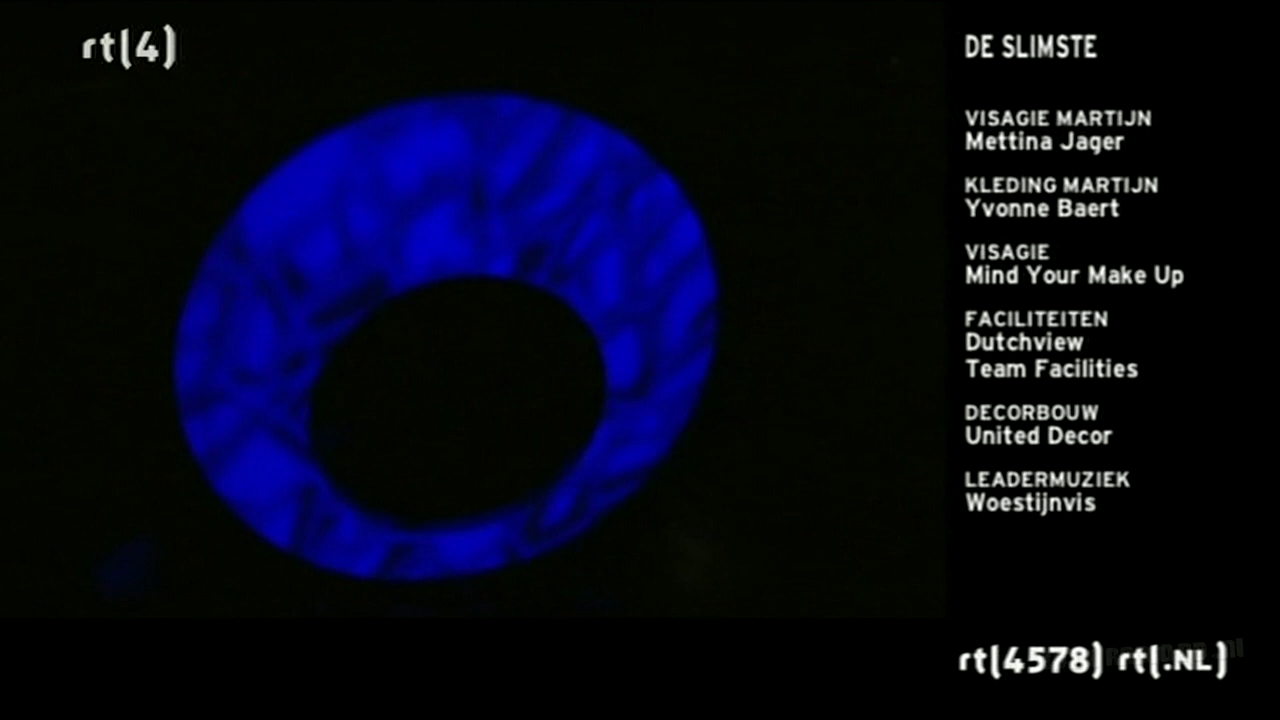 rt(4)
DE SLIMSTE
VISAGIE MARTIJN
Mettina Jager
KLEDING MARTIJN
Yvonne Baert
VISAGIE
Mind Your Make Up
FACILITEITEN
Dutchview
Team Facilities
DECORBOUW
United Decor
LEADERMUZIEK
Woestijnvis
rt(4578) rt(.NL)